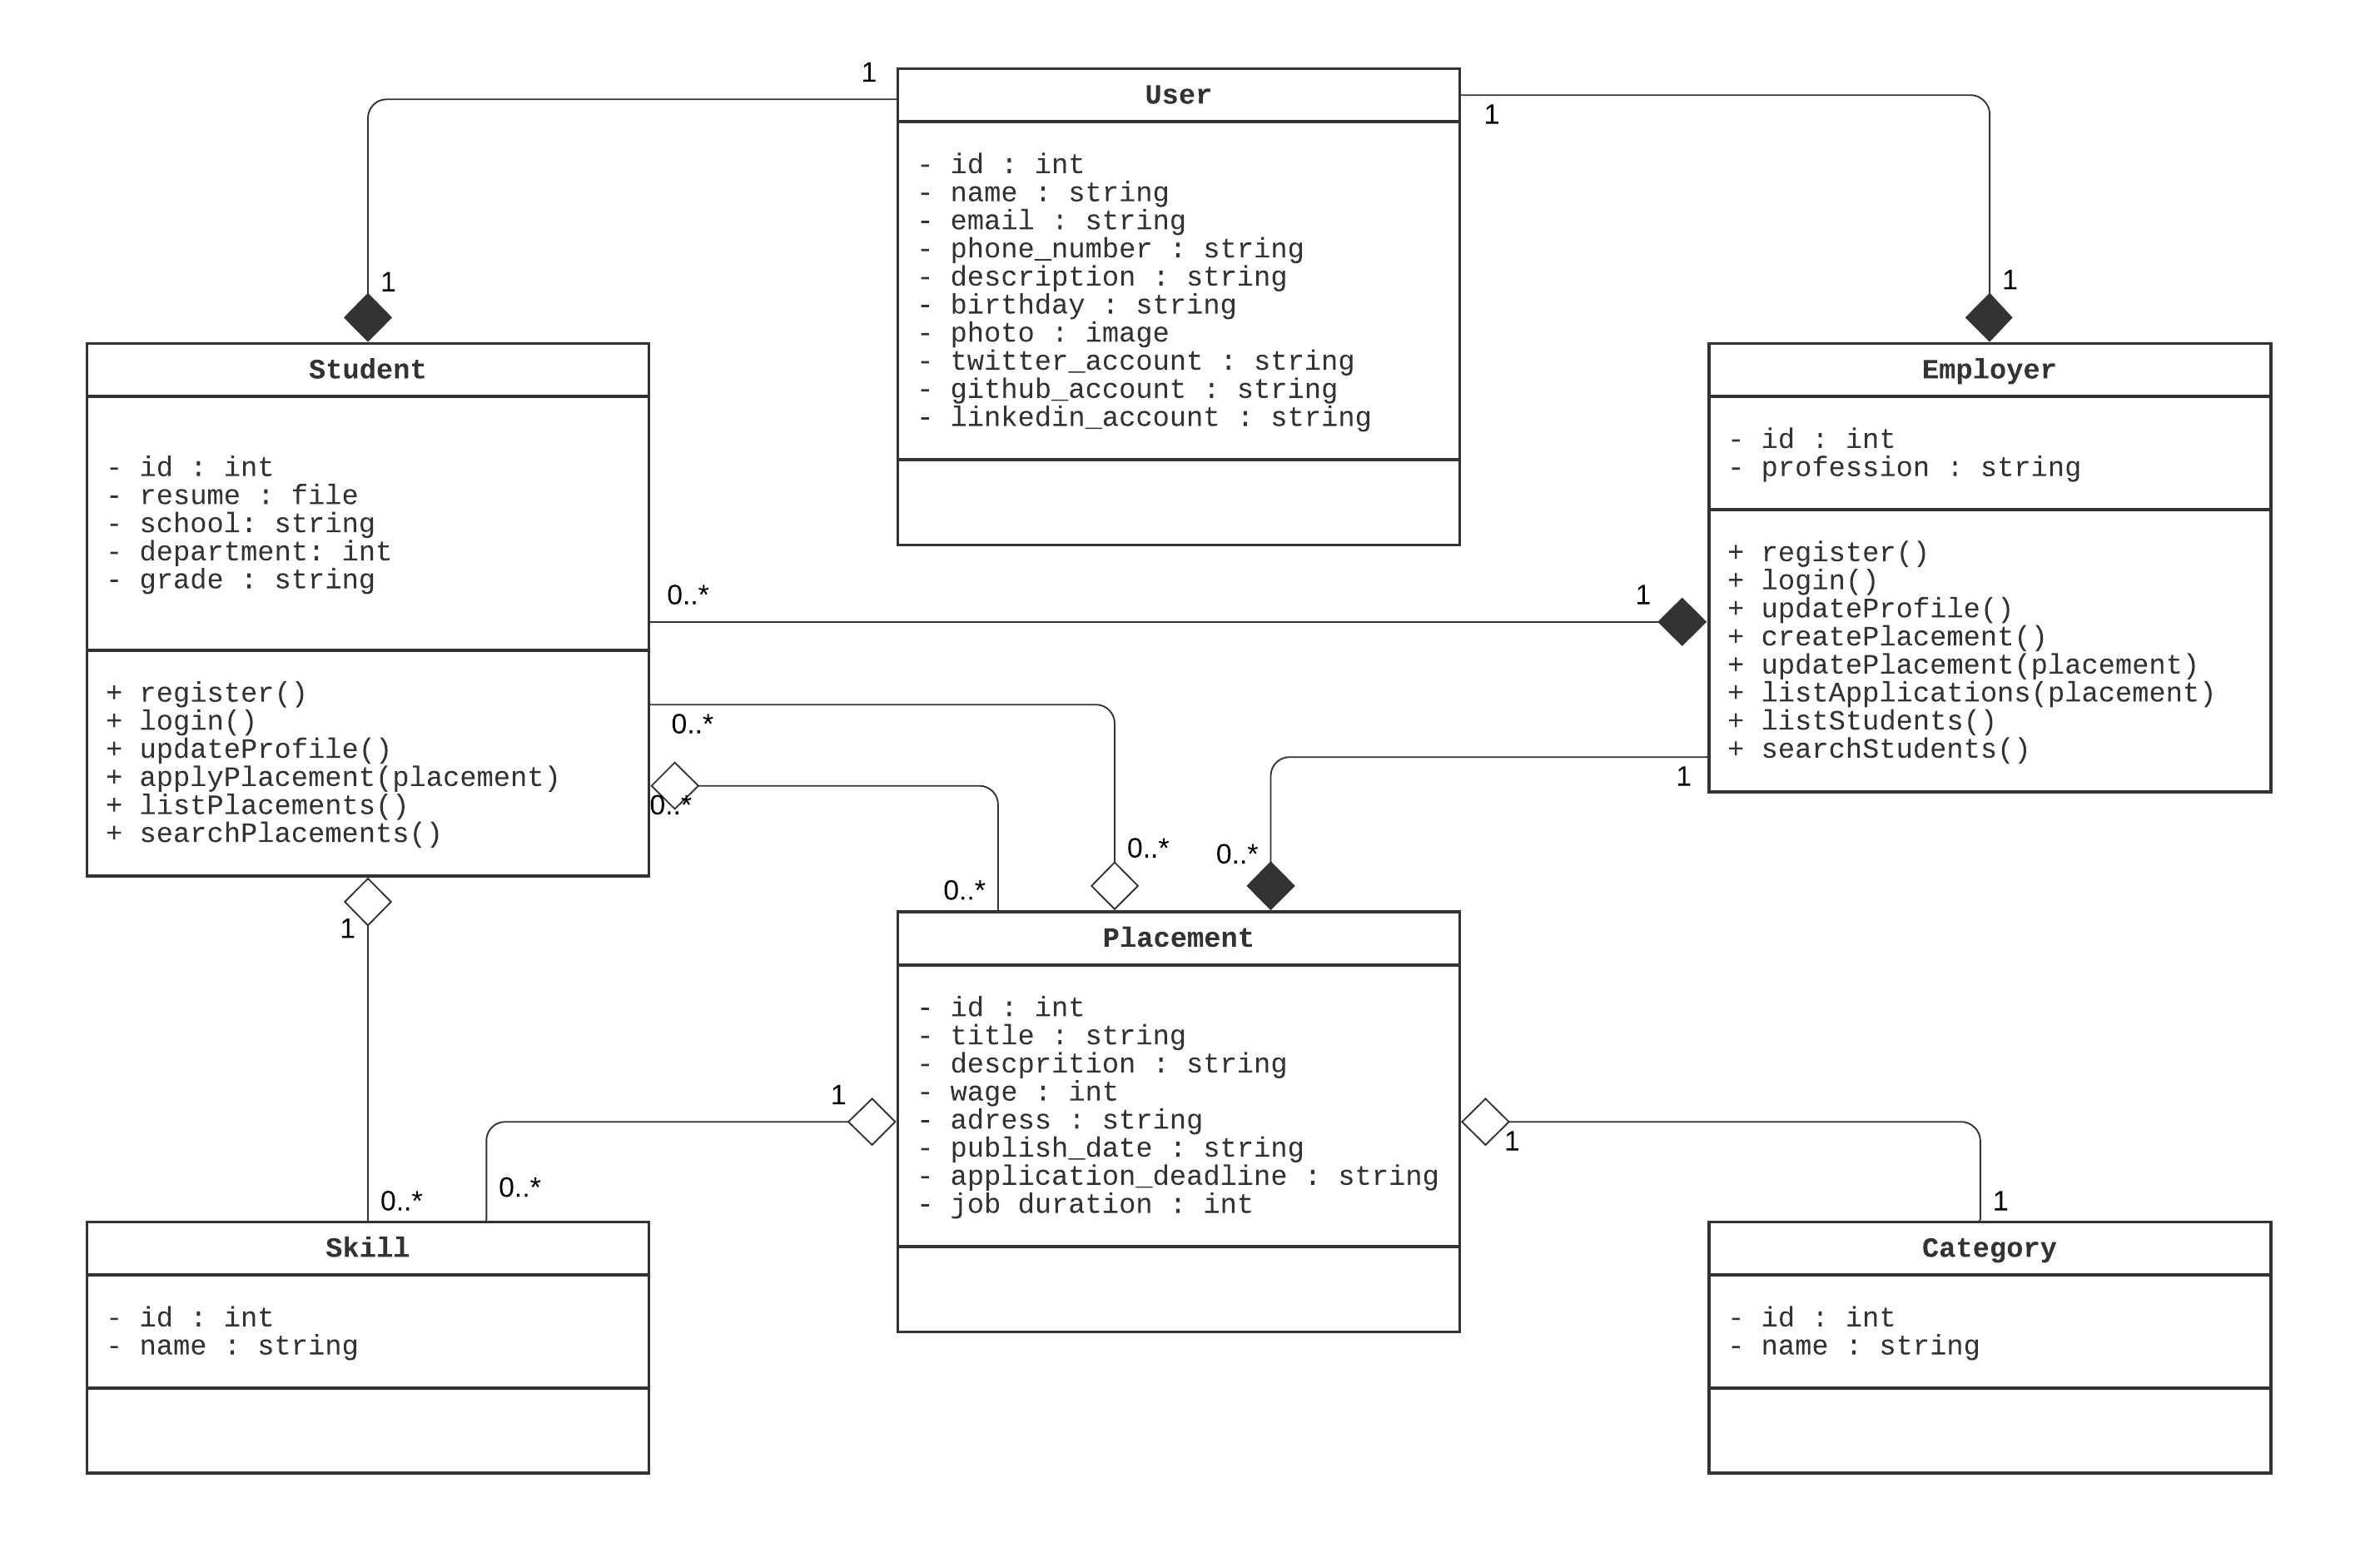 1
User
1
- id : int
- name : string
- email : string
- phone_number : string
- description : string
- birthday : string
- photo : image
- twitter_account : string
- github_account : string
- linkedin_account : string
1
1
Student
- id : int
- resume : file
- school: string
- department: int
- grade : string
+ register()
+ login()
+ updateProfile()
+ applyPlacement(placement)
+ listPlacements()
+ searchPlacements()
Employer
- id : int
- profession : string
+ register()
+ login()
+ updateProfile()
+ createPlacement()
+ updatePlacement(placement)
+ listApplications(placement)
+ listStudents()
+ searchStudents()
0..*
1
0..*
0..*
1
0..*
0..*
0..*
1
Placement
- id : int
- title : string
- descprition : string
- wage : int
- adress : string
- publish_date : string
- application_deadline : string
- job duration : int
1
1
0..*
0..*
1
Skill
- id : int
- name : string
Category
- id : int
- name : string